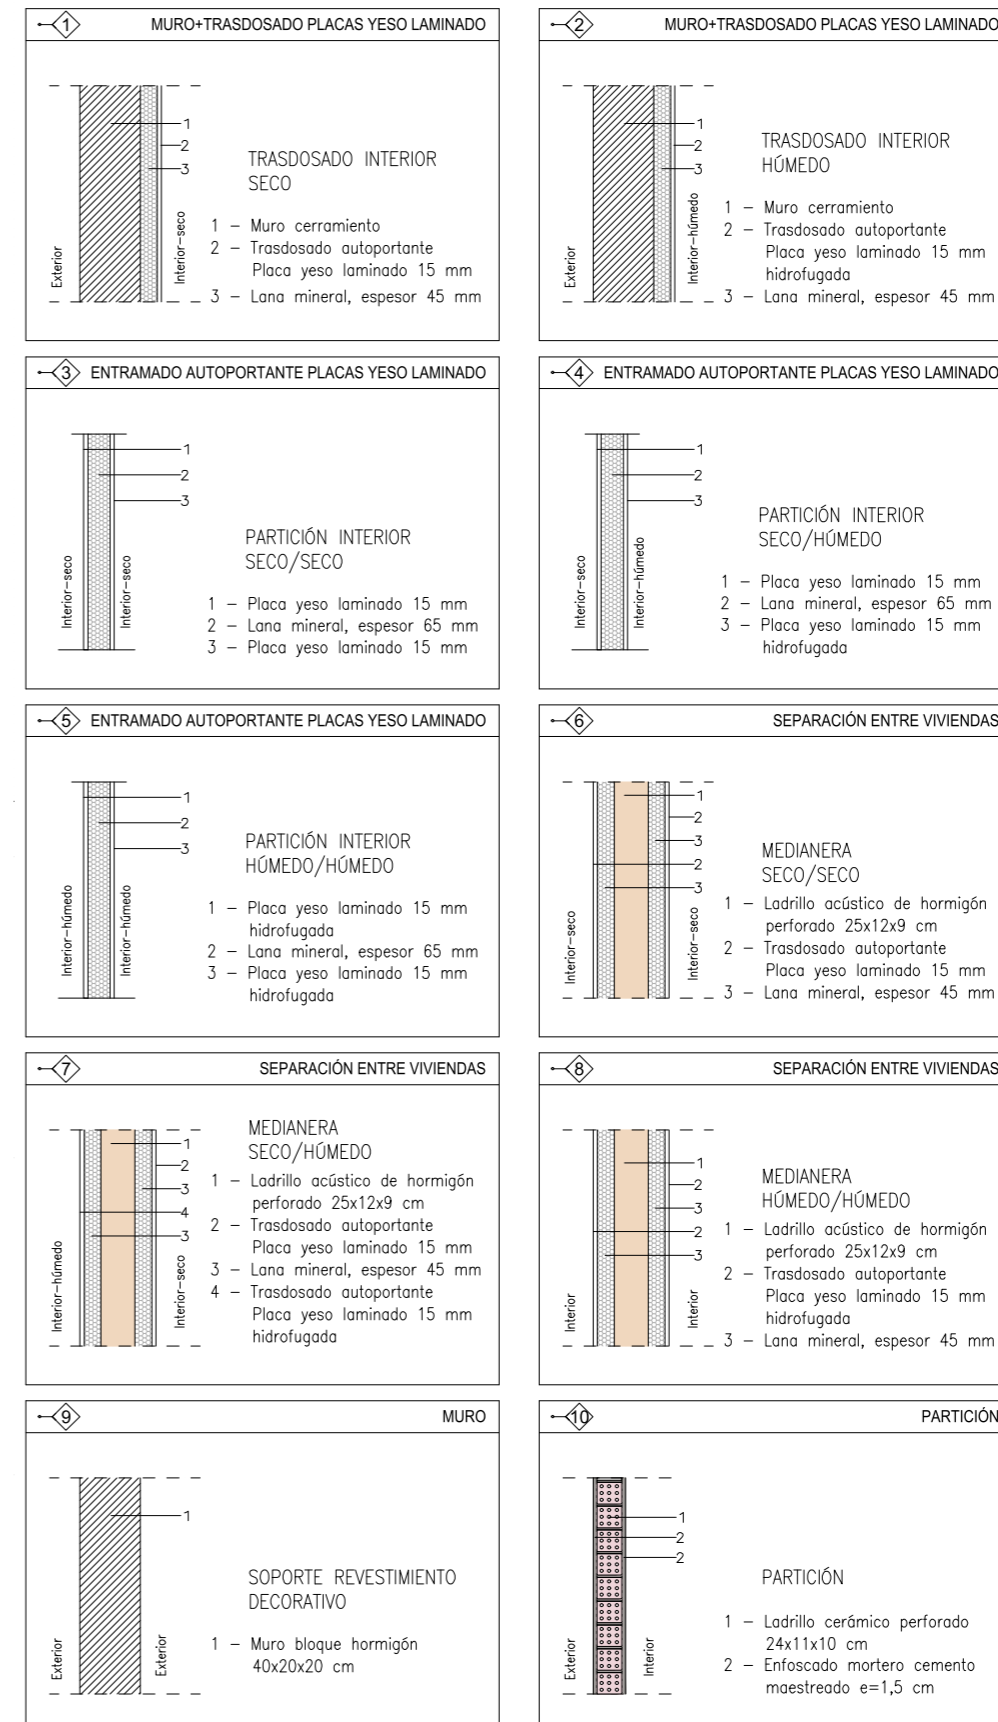 1
MURO+TRASDOSADO PLACAS YESO LAMINADO
1
2
3
TRASDOSADO INTERIOR
SECO
1 – Muro cerramiento
2 – Trasdosado autoportante
Placa yeso laminado 15 mm
3 – Lana mineral, espesor 45 mm
Exterior
Interior–seco
2
MURO+TRASDOSADO PLACAS YESO LAMINADO
1
2
3
TRASDOSADO INTERIOR
HÚMEDO
1 – Muro cerramiento
2 – Trasdosado autoportante
Placa yeso laminado 15 mm
hidrofugada
3 – Lana mineral, espesor 45 mm
Exterior
Interior–húmedo
3
ENTRAMADO AUTOPORTANTE PLACAS YESO LAMINADO
1
2
3
PARTICIÓN INTERIOR
SECO/SECO
1 – Placa yeso laminado 15 mm
2 – Lana mineral, espesor 65 mm
3 – Placa yeso laminado 15 mm
Interior–seco
Interior–seco
4
ENTRAMADO AUTOPORTANTE PLACAS YESO LAMINADO
1
2
3
PARTICIÓN INTERIOR
SECO/HÚMEDO
1 – Placa yeso laminado 15 mm
2 – Lana mineral, espesor 65 mm
3 – Placa yeso laminado 15 mm
hidrofugada
Interior–seco
Interior–húmedo
5
ENTRAMADO AUTOPORTANTE PLACAS YESO LAMINADO
1
2
3
PARTICIÓN INTERIOR
HÚMEDO/HÚMEDO
1 – Placa yeso laminado 15 mm
hidrofugada
2 – Lana mineral, espesor 65 mm
3 – Placa yeso laminado 15 mm
hidrofugada
Interior–húmedo
Interior–húmedo
6
SEPARACIÓN ENTRE VIVIENDAS
1
2
3
2
3
MEDIANERA
SECO/SECO
1 – Ladrillo acústico de hormigón
perforado 25x12x9 cm
2 – Trasdosado autoportante
Placa yeso laminado 15 mm
3 – Lana mineral, espesor 45 mm
Interior–seco
Interior–seco
7
SEPARACIÓN ENTRE VIVIENDAS
1
2
3
4
3
MEDIANERA
SECO/HÚMEDO
1 – Ladrillo acústico de hormigón
perforado 25x12x9 cm
2 – Trasdosado autoportante
Placa yeso laminado 15 mm
3 – Lana mineral, espesor 45 mm
4 – Trasdosado autoportante
Placa yeso laminado 15 mm
hidrofugada
Interior–húmedo
Interior–seco
8
SEPARACIÓN ENTRE VIVIENDAS
1
2
3
2
3
MEDIANERA
HÚMEDO/HÚMEDO
1 – Ladrillo acústico de hormigón
perforado 25x12x9 cm
2 – Trasdosado autoportante
Placa yeso laminado 15 mm
hidrofugada
3 – Lana mineral, espesor 45 mm
Interior
Interior
9
MURO
1
SOPORTE REVESTIMIENTO
DECORATIVO
1 – Muro bloque hormigón
40x20x20 cm
Exterior
Exterior
10
PARTICIÓN
1
2
2
PARTICIÓN
1 – Ladrillo cerámico perforado
24x11x10 cm
2 – Enfoscado mortero cemento
maestreado e=1,5 cm
Exterior
Interior